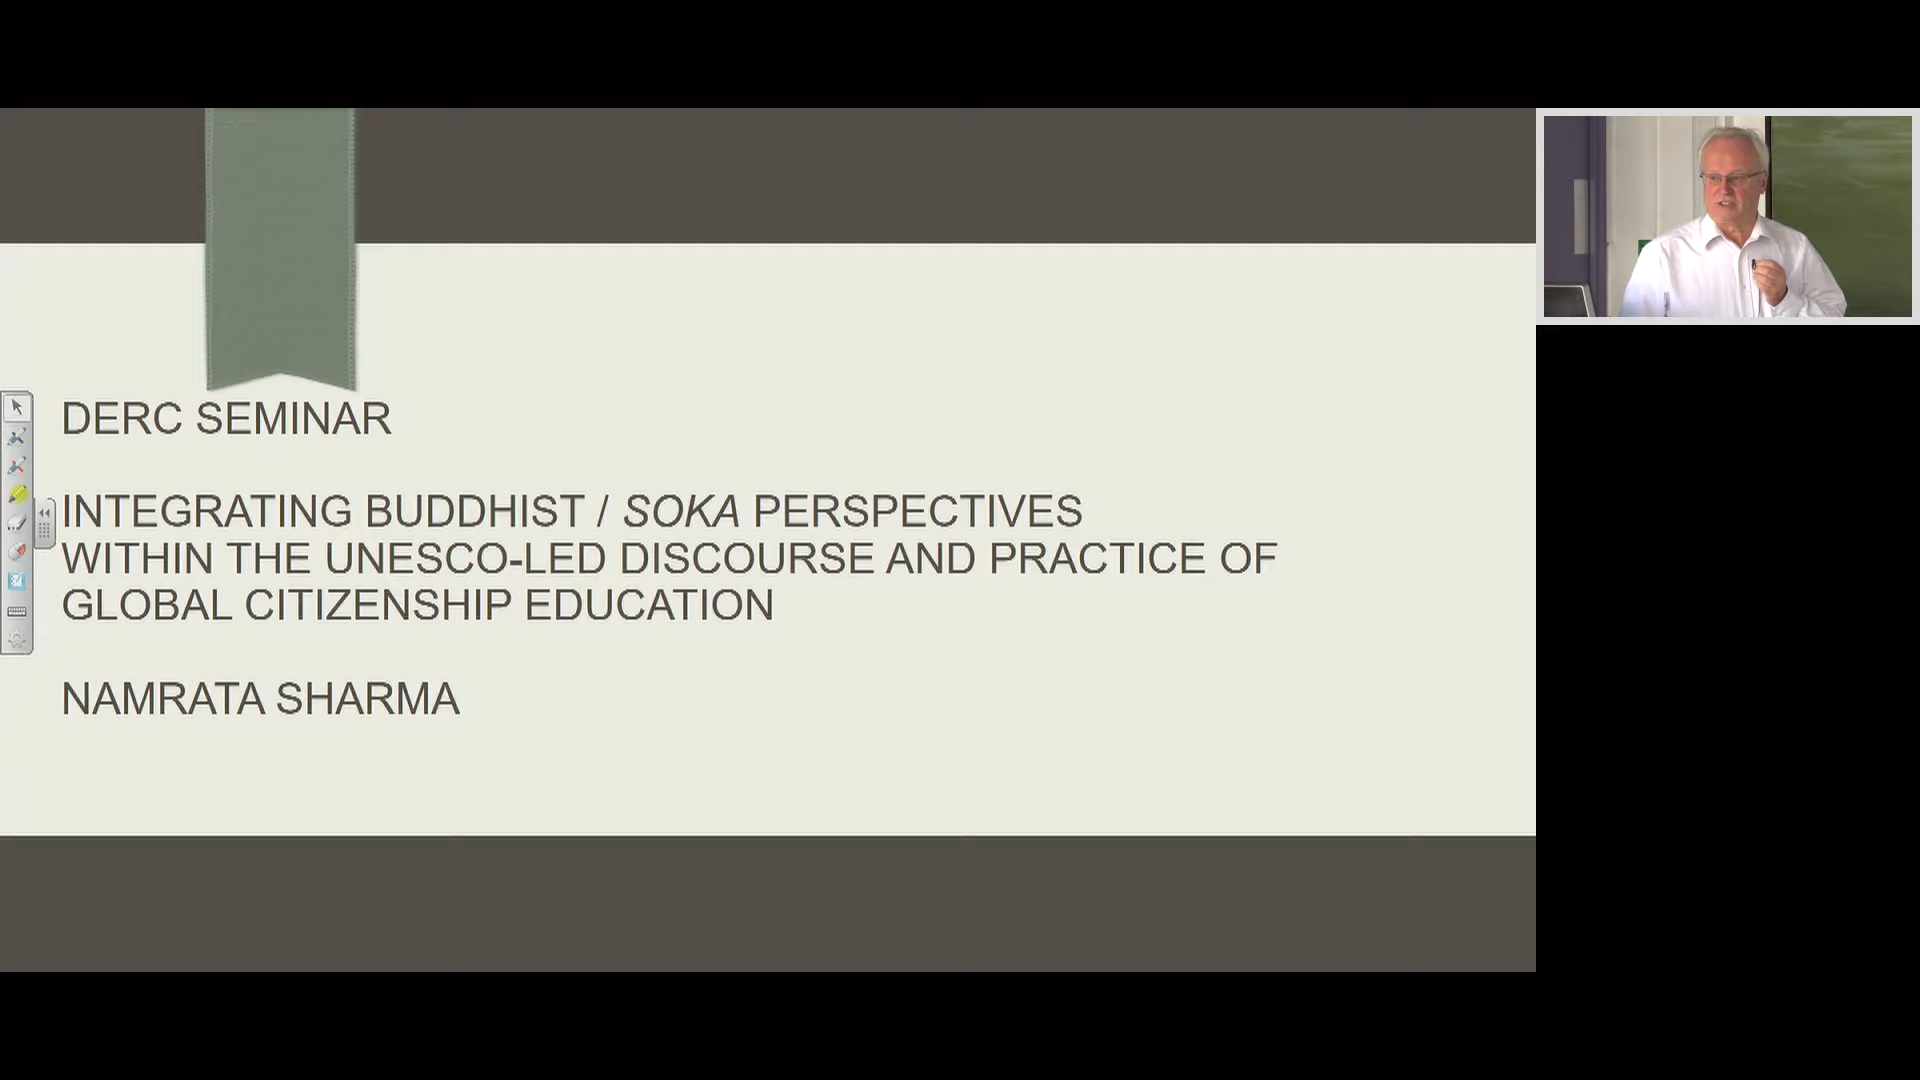 DERC SEMINAR
INTEGRATING BUDDHIST / SOKA PERSPECTIVES
WITHIN THE UNESCO-LED DISCOURSE AND PRACTICE OF
GLOBAL CITIZENSHIP EDUCATION
NAMRATA SHARMA